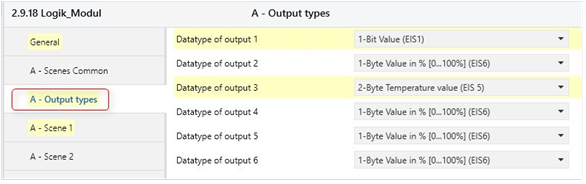 2.9.18 Logik_Modul
A - Output types
General
A - Scenes Common
A - Output types
A - Scene 1
A - Scene 2
Datatype of output 1 1-Bit Value (EIS1)
Datatype of output 2 1-Byte Value in % [0...100%] (EIS6)
Datatype of output 3 2-Byte Temperature value (EIS 5)
Datatype of output 4 1-Byte Value in % [0...100%] (EIS6)
Datatype of output 5 1-Byte Value in % [0...100%] (EIS6)
Datatype of output 6 1-Byte Value in % [0...100%] (EIS6)